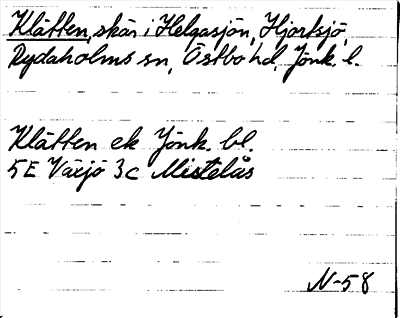 Klätten, skär i Helgasjön, Hjortsjö,
Rydaholms sn, Östbo hd, Jönk. l.
Klätten ek Jönk. bl.
5E Växjö 3c Mistelås
N-58